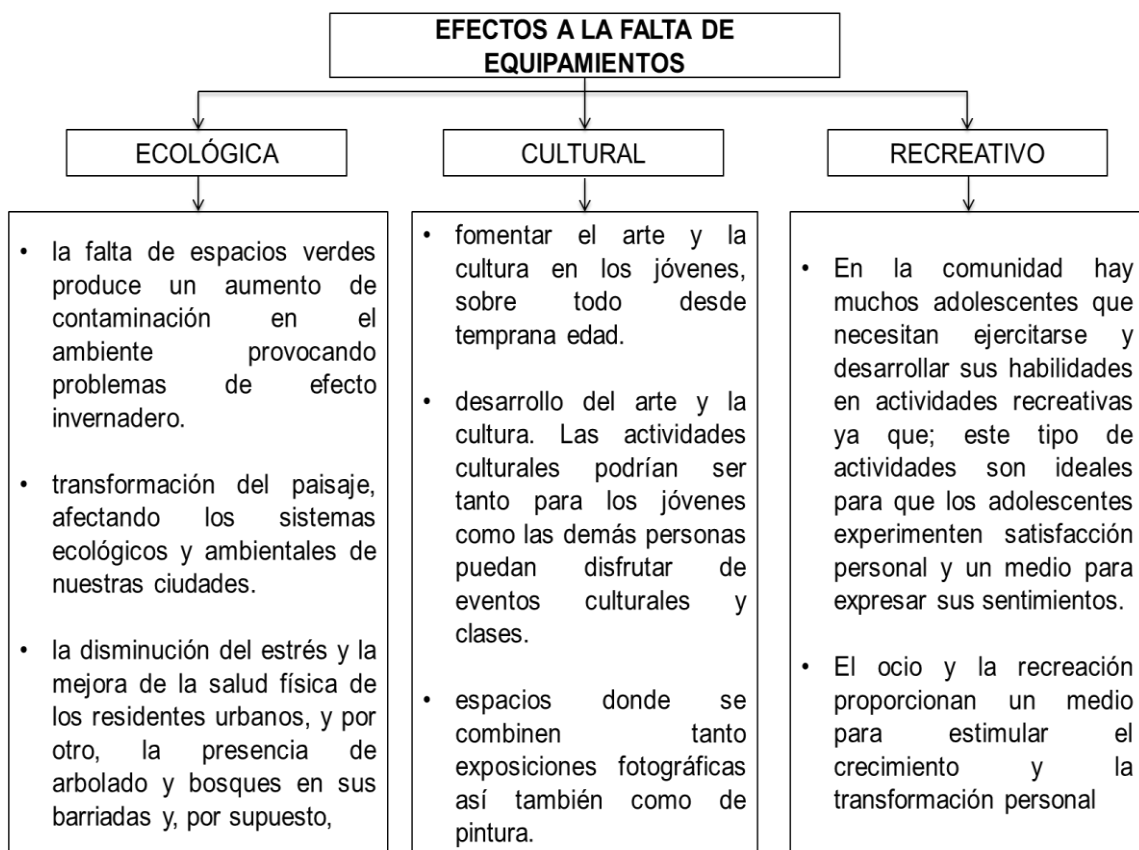 EFECTOS A LA FALTA DE
EQUIPAMIENTOS
ECOLÓGICA
• la falta de espacios verdes
produce un aumento de
contaminación en el
ambiente provocando
problemas de efecto
invernadero.
• transformación del paisaje,
afectando los sistemas
ecológicos y ambientales de
nuestras ciudades.
• la disminución del estrés y la
mejora de la salud física de
los residentes urbanos, y por
otro, la presencia de
arbolado y bosques en sus
barriadas y, por supuesto,
CULTURAL
• fomentar el arte y la
cultura en los jóvenes,
sobre todo desde
temprana edad.
• desarrollo del arte y la
cultura. Las actividades
culturales podrían ser
tanto para los jóvenes
como las demás personas
puedan disfrutar de
eventos culturales y
clases.
• espacios donde se
combinen tanto
exposiciones fotográficas
así también como de
pintura.
RECREATIVO
• En la comunidad hay
muchos adolescentes que
necesitan ejercitarse y
desarrollar sus habilidades
en actividades recreativas
ya que; este tipo de
actividades son ideales
para que los adolescentes
experimenten satisfacción
personal y un medio para
expresar sus sentimientos.
• El ocio y la recreación
proporcionan un medio
para estimular el
crecimiento y la
transformación personal